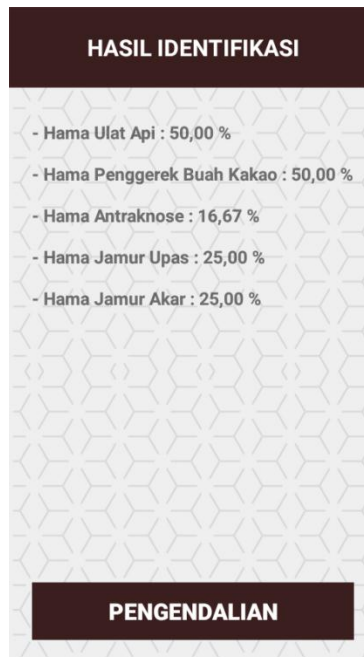 HASIL IDENTIFIKASI
- Hama Ulat Api : 50,00 %
- Hama Penggerek Buah Kakao : 50,00 %
- Hama Antraknose : 16,67 %
- Hama Jamur Upas : 25,00 %
- Hama Jamur Akar : 25,00 %
PENGENDALIAN